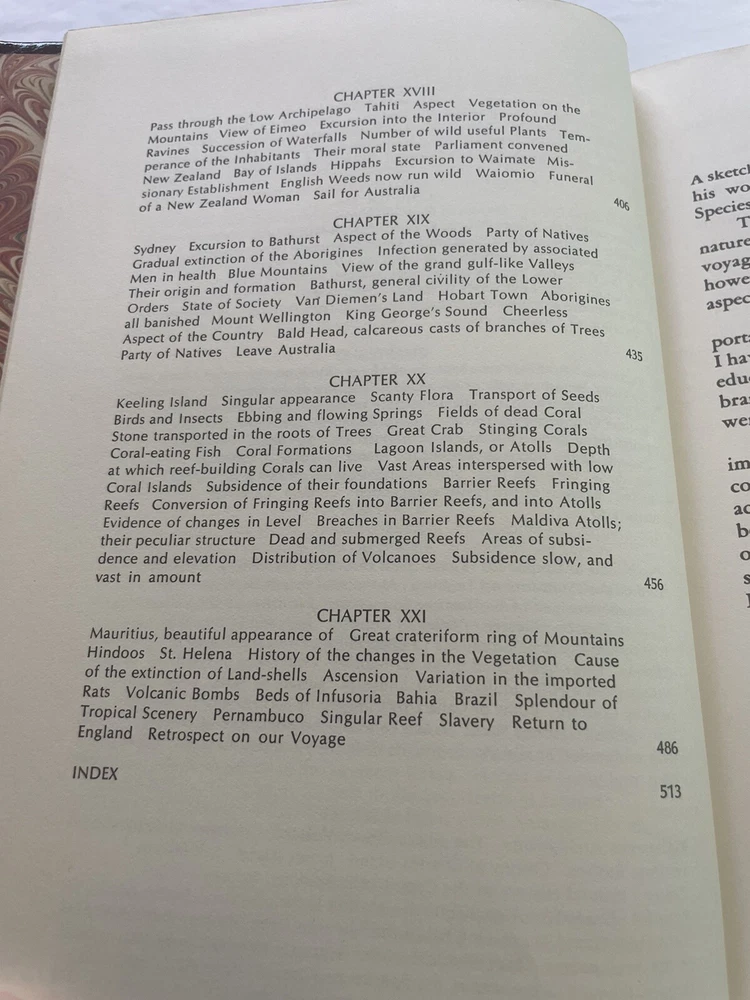 CHAPTER XVIII
Pass through the Low Archipelago Tahiti Aspect Vegetation on the
Mountains View of Eimeo Excursion into the Interior Profound
Ravines Succession of Waterfalls Number of wild useful Plants Tem-
perance of the Inhabitants Their moral state Parliament convened
New Zealand Bay of Islands Hippahs Excursion to Waimate Mis-
sionary Establishment English Weeds now run wild Waiomio Funeral
of a New Zealand Woman Sail for Australia
406
CHAPTER XIX
Sydney Excursion to Bathurst Aspect of the Woods Party of Natives
Gradual extinction of the Aborigines Infection generated by associated
Men in health Blue Mountains View of the grand gulf-like Valleys
Their origin and formation Bathurst, general civility of the Lower
Orders State of Society Van Diemen's Land Hobart Town Aborigines
all banished Mount Wellington King George's Sound Cheerless
Aspect of the Country Bald Head, calcareous casts of branches of Trees
Party of Natives Leave Australia
435
CHAPTER XX
Keeling Island Singular appearance Scanty Flora Transport of Seeds
Birds and Insects Ebbing and flowing Springs Fields of dead Coral
Stone transported in the roots of Trees Great Crab Stinging Corals
Coral-eating Fish Coral Formations Lagoon Islands, or Atolls Depth
at which reef-building Corals can live Vast Areas interspersed with low
Coral Islands Subsidence of their foundations Barrier Reefs Fringing
Reefs Conversion of Fringing Reefs into Barrier Reefs, and into Atolls
Evidence of changes in Level Breaches in Barrier Reefs Maldiva Atolls;
their peculiar structure Dead and submerged Reefs Areas of subsi-
dence and elevation Distribution of Volcanoes Subsidence slow, and
vast in amount
456
CHAPTER XXI
Mauritius, beautiful appearance of Great crateriform ring of Mountains
Hindoos St. Helena History of the changes in the Vegetation Cause
of the extinction of Land-shells Ascension Variation in the imported
Rats Volcanic Bombs Beds of Infusoria Bahia Brazil Splendour of
Tropical Scenery Pernambuco Singular Reef Slavery Return to
England Retrospect on our Voyage
486
INDEX
513
A sketch
his wo
Species
T
nature
voyag
howe
aspec
port
I ha
edu
bra
we
im
co
ac
b
o
s